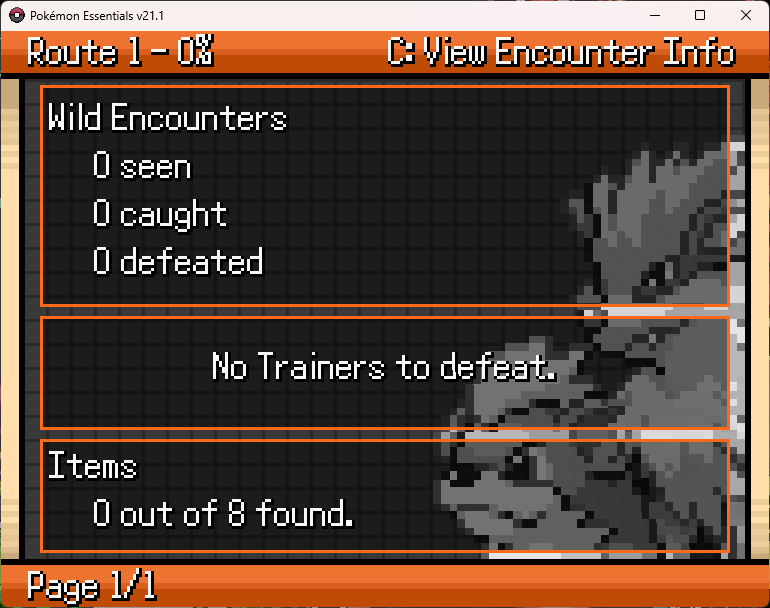 Pokémon Essentials v21.1
Route 1 - 0%
C: View Encounter Info
Wild Encounters
0 seen
0 caught
0 defeated
No Trainers to defeat.
Items
0 out of 8 found.
Page 1/1